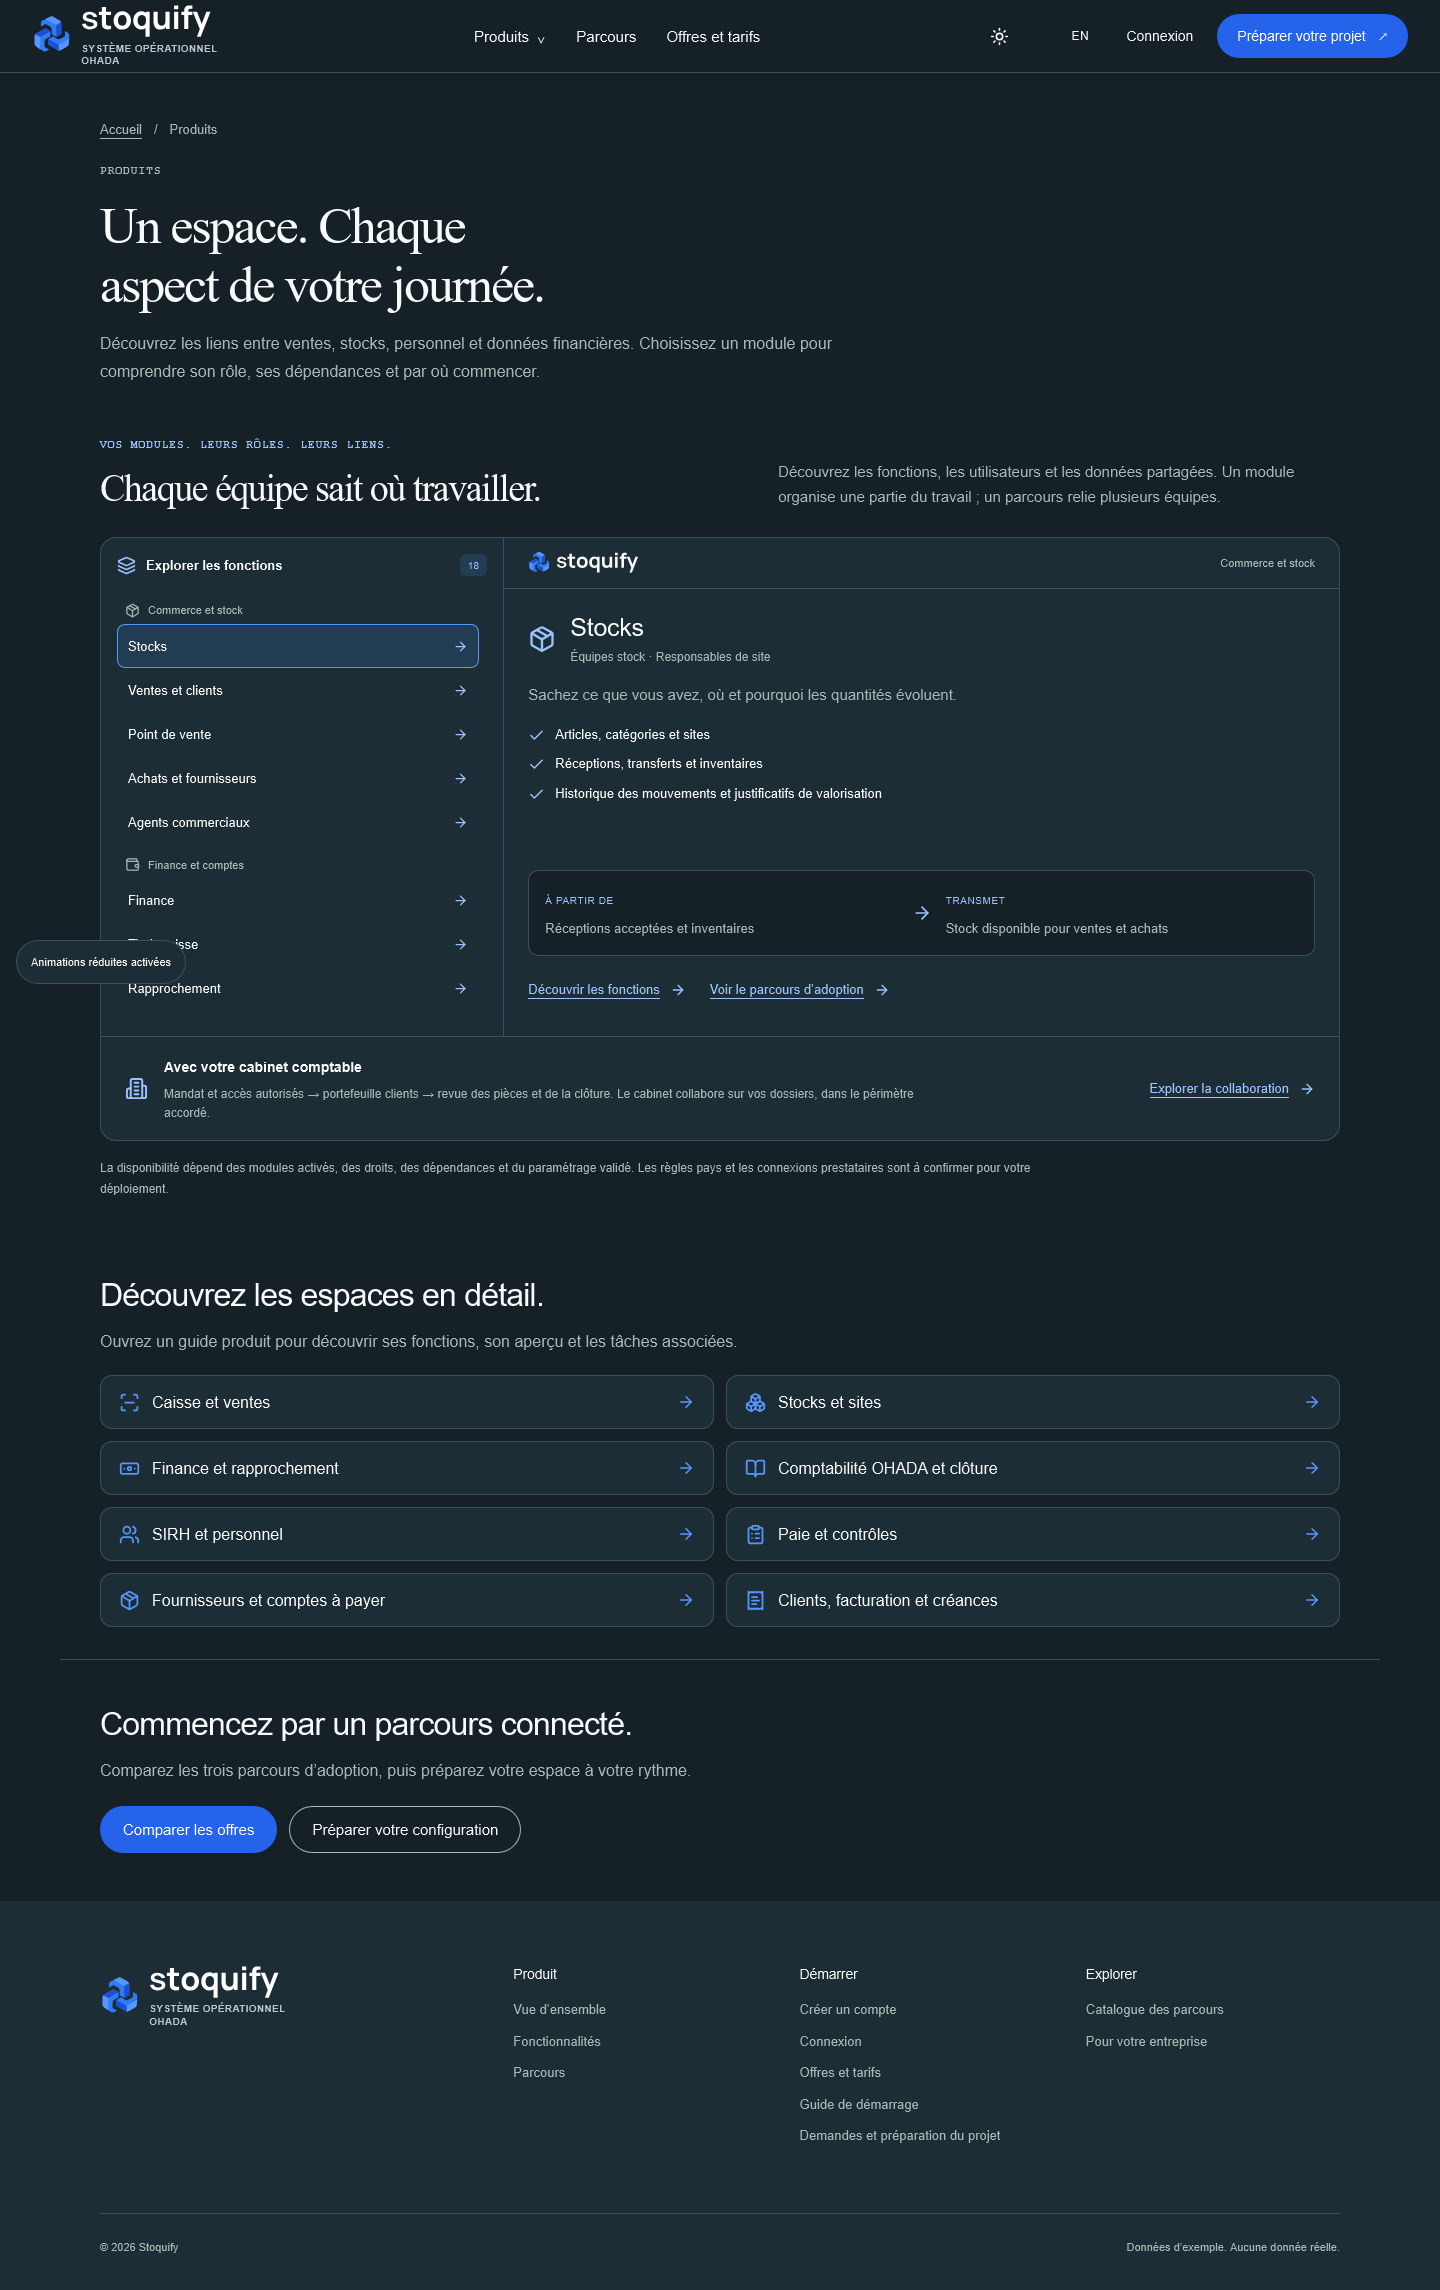 stoquify
SYSTÈME OPÉRATIONNEL
OHADA
Produits
Parcours
Offres et tarifs
EN
Connexion
Préparer votre projet ↗
Accueil / Produits
PRODUITS
Un espace. Chaque
aspect de votre journée.
Découvrez les liens entre ventes, stocks, personnel et données financières. Choisissez un module pour
comprendre son rôle, ses dépendances et par où commencer.
VOS MODULES. LEURS RÔLES. LEURS LIENS.
Chaque équipe sait où travailler.
Découvrez les fonctions, les utilisateurs et les données partagées. Un module
organise une partie du travail ; un parcours relie plusieurs équipes.
Explorer les fonctions
18
Commerce et stock
Stocks
Ventes et clients
Point de vente
Achats et fournisseurs
Agents commerciaux
Finance et comptes
Finance
Animations réduites activées
Rapprochement
stoquify
Commerce et stock
Stocks
Équipes stock · Responsables de site
Sachez ce que vous avez, où et pourquoi les quantités évoluent.
Articles, catégories et sites
Réceptions, transferts et inventaires
Historique des mouvements et justificatifs de valorisation
À PARTIR DE
Réceptions acceptées et inventaires
TRANSMET
Stock disponible pour ventes et achats
Découvrir les fonctions
Voir le parcours d’adoption
Avec votre cabinet comptable
Mandat et accès autorisés → portefeuille clients → revue des pièces et de la clôture. Le cabinet collabore sur vos dossiers, dans le périmètre
accordé.
Explorer la collaboration
La disponibilité dépend des modules activés, des droits, des dépendances et du paramétrage validé. Les règles pays et les connexions prestataires sont à confirmer pour votre
déploiement.
Découvrez les espaces en détail.
Ouvrez un guide produit pour découvrir ses fonctions, son aperçu et les tâches associées.
Caisse et ventes
Stocks et sites
Finance et rapprochement
Comptabilité OHADA et clôture
SIRH et personnel
Paie et contrôles
Fournisseurs et comptes à payer
Clients, facturation et créances
Commencez par un parcours connecté.
Comparez les trois parcours d’adoption, puis préparez votre espace à votre rythme.
Comparer les offres
Préparer votre configuration
stoquify
SYSTÈME OPÉRATIONNEL
OHADA
Produit
Vue d’ensemble
Fonctionnalités
Parcours
Démarrer
Créer un compte
Connexion
Offres et tarifs
Guide de démarrage
Demandes et préparation du projet
Explorer
Catalogue des parcours
Pour votre entreprise
© 2026 Stoquify
Données d’exemple. Aucune donnée réelle.